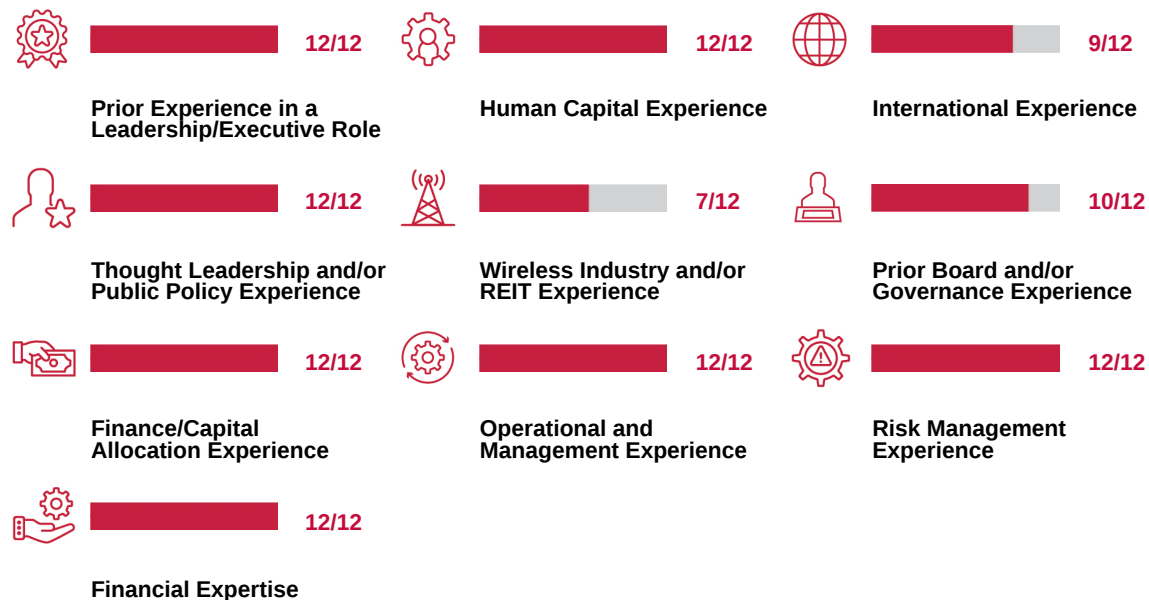 12/12
12/12
9/12
Prior Experience in a
Leadership/Executive Role
Human Capital Experience
International Experience
12/12
7/12
10/12
Thought Leadership and/or
Public Policy Experience
Wireless Industry and/or
REIT Experience
Prior Board and/or
Governance Experience
12/12
12/12
12/12
Finance/Capital
Allocation Experience
Operational and
Management Experience
Risk Management
Experience
12/12
Financial Expertise